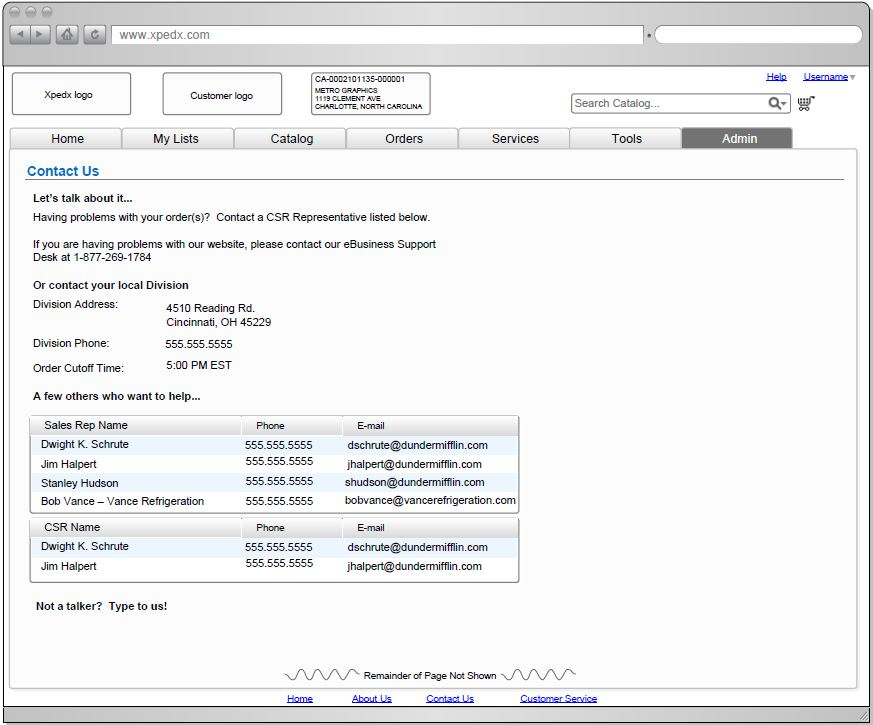 www.xpedx.com
Xpedx logo
Customer logo
CA-0002101135-000001
METRO GRAPHICS
1119 CLEMENT AVE
CHARLOTTE, NORTH CAROLINA
Help
Username
Search Catalog...
Home
My Lists
Catalog
Orders
Services
Tools
Admin
Contact Us
Let's talk about it...
Having problems with your order(s)? Contact a CSR Representative listed below.
If you are having problems with our website, please contact our eBusiness Support
Desk at 1-877-269-1784
Or contact your local Division
Division Address: 4510 Reading Rd.
Cincinnati, OH 45229
Division Phone: 555.555.5555
Order Cutoff Time: 5:00 PM EST
A few others who want to help...
Sales Rep Name Phone E-mail
Dwight K. Schrute 555.555.5555 dschrute@dundermifflin.com
Jim Halpert 555.555.5555 jhalpert@dundermifflin.com
Stanley Hudson 555.555.5555 shudson@dundermifflin.com
Bob Vance – Vance Refrigeration 555.555.5555 bobvance@vancerefrigeration.com
CSR Name Phone E-mail
Dwight K. Schrute 555.555.5555 dschrute@dundermifflin.com
Jim Halpert 555.555.5555 jhalpert@dundermifflin.com
Not a talker? Type to us!
Remainder of Page Not Shown
Home About Us Contact Us Customer Service